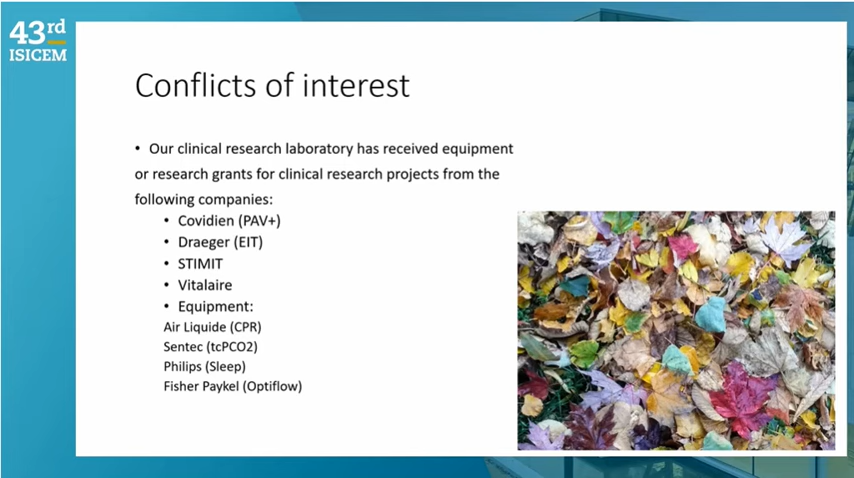 43rd
ISICEM
Conflicts of interest
• Our clinical research laboratory has received equipment
or research grants for clinical research projects from the
following companies:
• Covidien (PAV+)
• Draeger (EIT)
• STIMIT
• Vitalaire
• Equipment:
Air Liquide (CPR)
Sentec (tcPCO2)
Philips (Sleep)
Fisher Paykel (Optiflow)